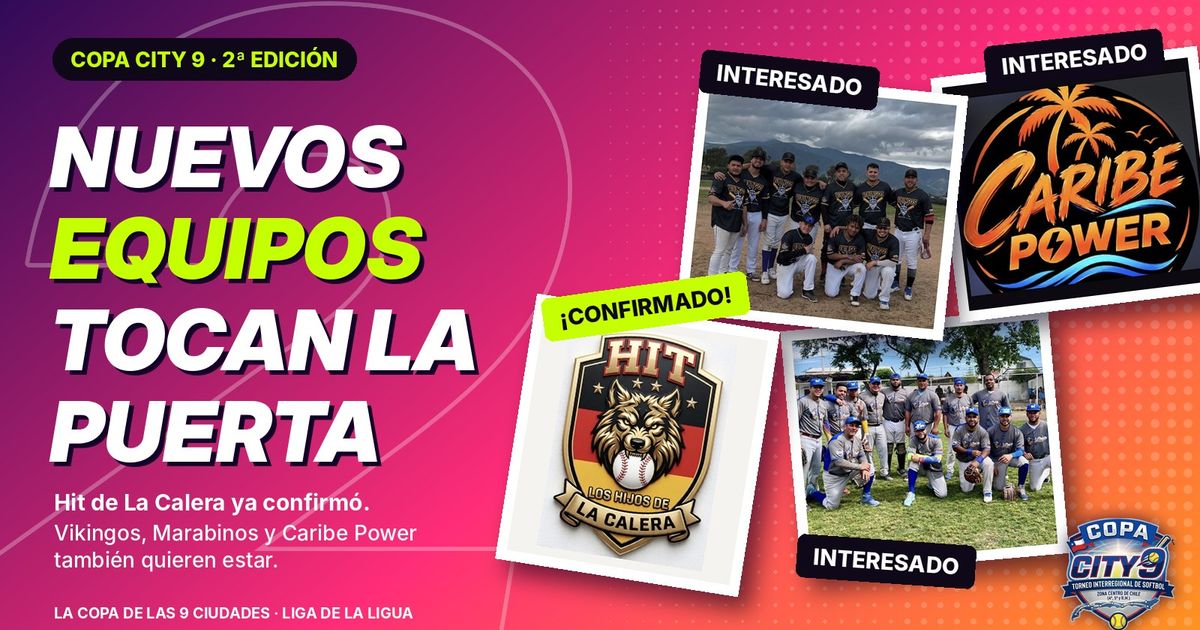 COPA CITY 9 · 2ª EDICIÓN
NUEVOS
EQUIPOS
TOCAN LA
PUERTA
Hit de La Calera ya confirmó.
Vikingos, Marabinos y Caribe Power
también quieren estar.
LA COPA DE LAS 9 CIUDADES · LIGA DE LA LIGUA
INTERESADO
INTERESADO
CARIBE
POWER
¡CONFIRMADO!
HIT
LOS HIJOS DE
LA CALERA
INTERESADO
COPA
CITY 9
TORNEO INTERREGIONAL DE SOFTBOL
ZONA CENTRO DE CHILE